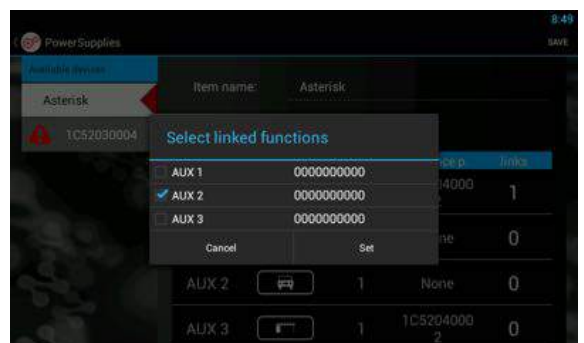 8:49
PowerSupplies
SAVE
Available devices
Item name: Asterisk
Asterisk
1C52030004
Select linked functions
links
AUX 1 0000000000
1
AUX 2 0000000000
AUX 3 0000000000
0
Cancel Set
AUX 2 1 None 0
AUX 3 1 1C5204000
2 0